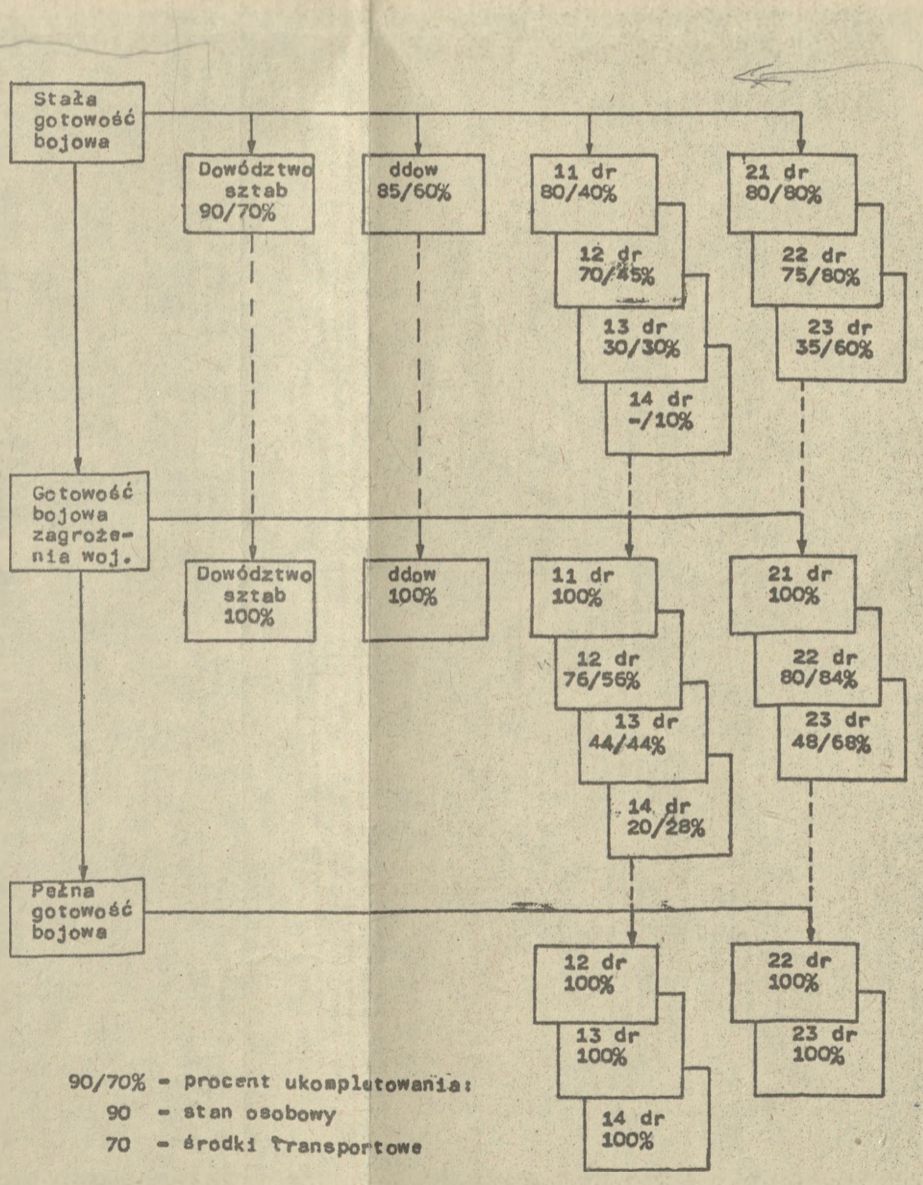 Stała
gotowość
bojowa
Dowództwo
sztab
90/70%
ddow
85/60%
11 dr
80/40%
12 dr
70/45%
13 dr
30/30%
14 dr
-/10%
21 dr
80/80%
22 dr
75/80%
23 dr
35/60%
Gotowość
bojowa
zagroże-
nia woj.
Dowództwo
sztab
100%
ddow
100%
11 dr
100%
12 dr
76/56%
13 dr
44/44%
14 dr
20/28%
21 dr
100%
22 dr
80/84%
23 dr
48/68%
Pełna
gotowość
bojowa
12 dr
100%
13 dr
100%
14 dr
100%
22 dr
100%
23 dr
100%
90/70% - procent ukompletowania:
90 - stan osobowy
70 - środki transportowe